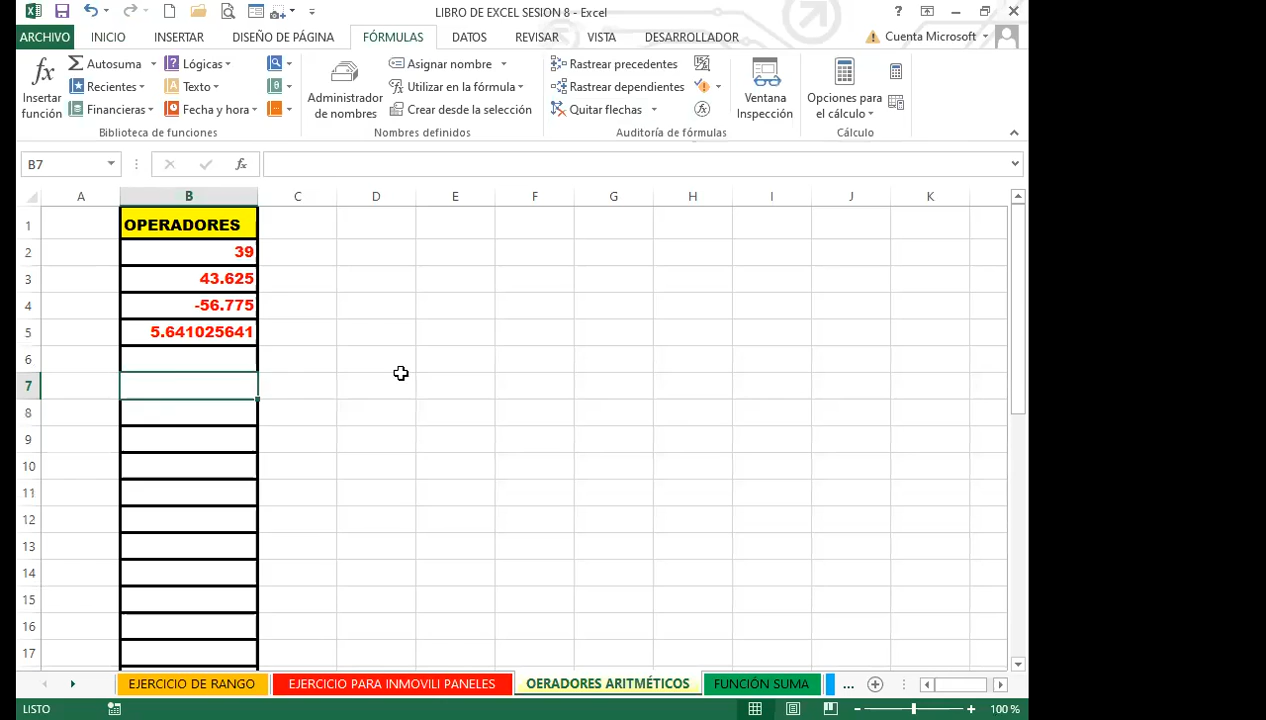 LIBRO DE EXCEL SESION 8 - Excel
?
ARCHIVO INICIO INSERTAR DISEÑO DE PÁGINA FÓRMULAS DATOS REVISAR VISTA DESARROLLADOR Cuenta Microsoft
fx Insertar función
Σ Autosuma
Recientes
Financieras
? Lógicas
A Texto
Fecha y hora
θ
Biblioteca de funciones
Administrador de nombres
Asignar nombre
Utilizar en la fórmula
Crear desde la selección
Nombres definidos
Rastrear precedentes
Rastrear dependientes
Quitar flechas
fx
Ventana Inspección
Auditoría de fórmulas
Opciones para el cálculo
Cálculo
B7 fx
A B C D E F G H I J K
1 OPERADORES
2 39
3 43.625
4 -56.775
5 5.641025641
6
7
8
9
10
11
12
13
14
15
16
17
EJERCICIO DE RANGO EJERCICIO PARA INMOVILI PANELES OERADORES ARITMÉTICOS FUNCIÓN SUMA ...
LISTO 100 %